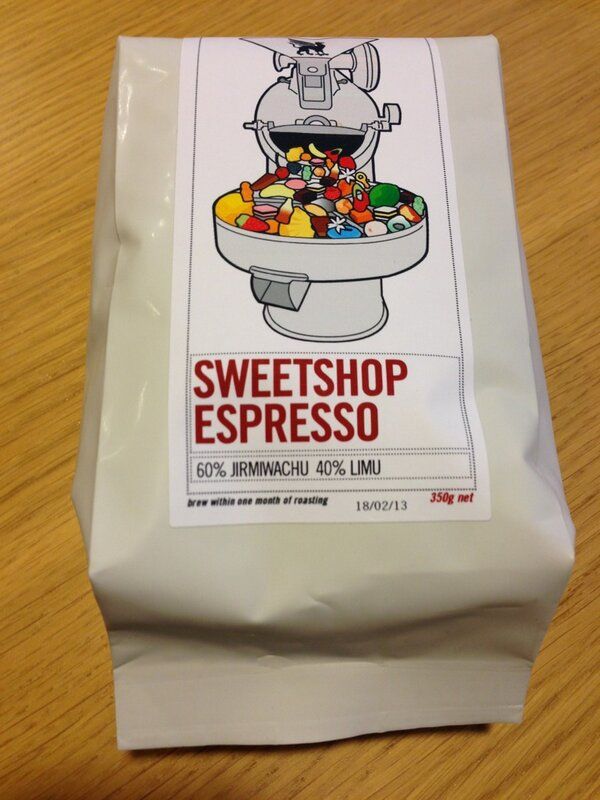 SWEETSHOP
ESPRESSO
60% JIRMIWACHU 40% LIMU
brew within one month of roasting 18/02/13 350g net